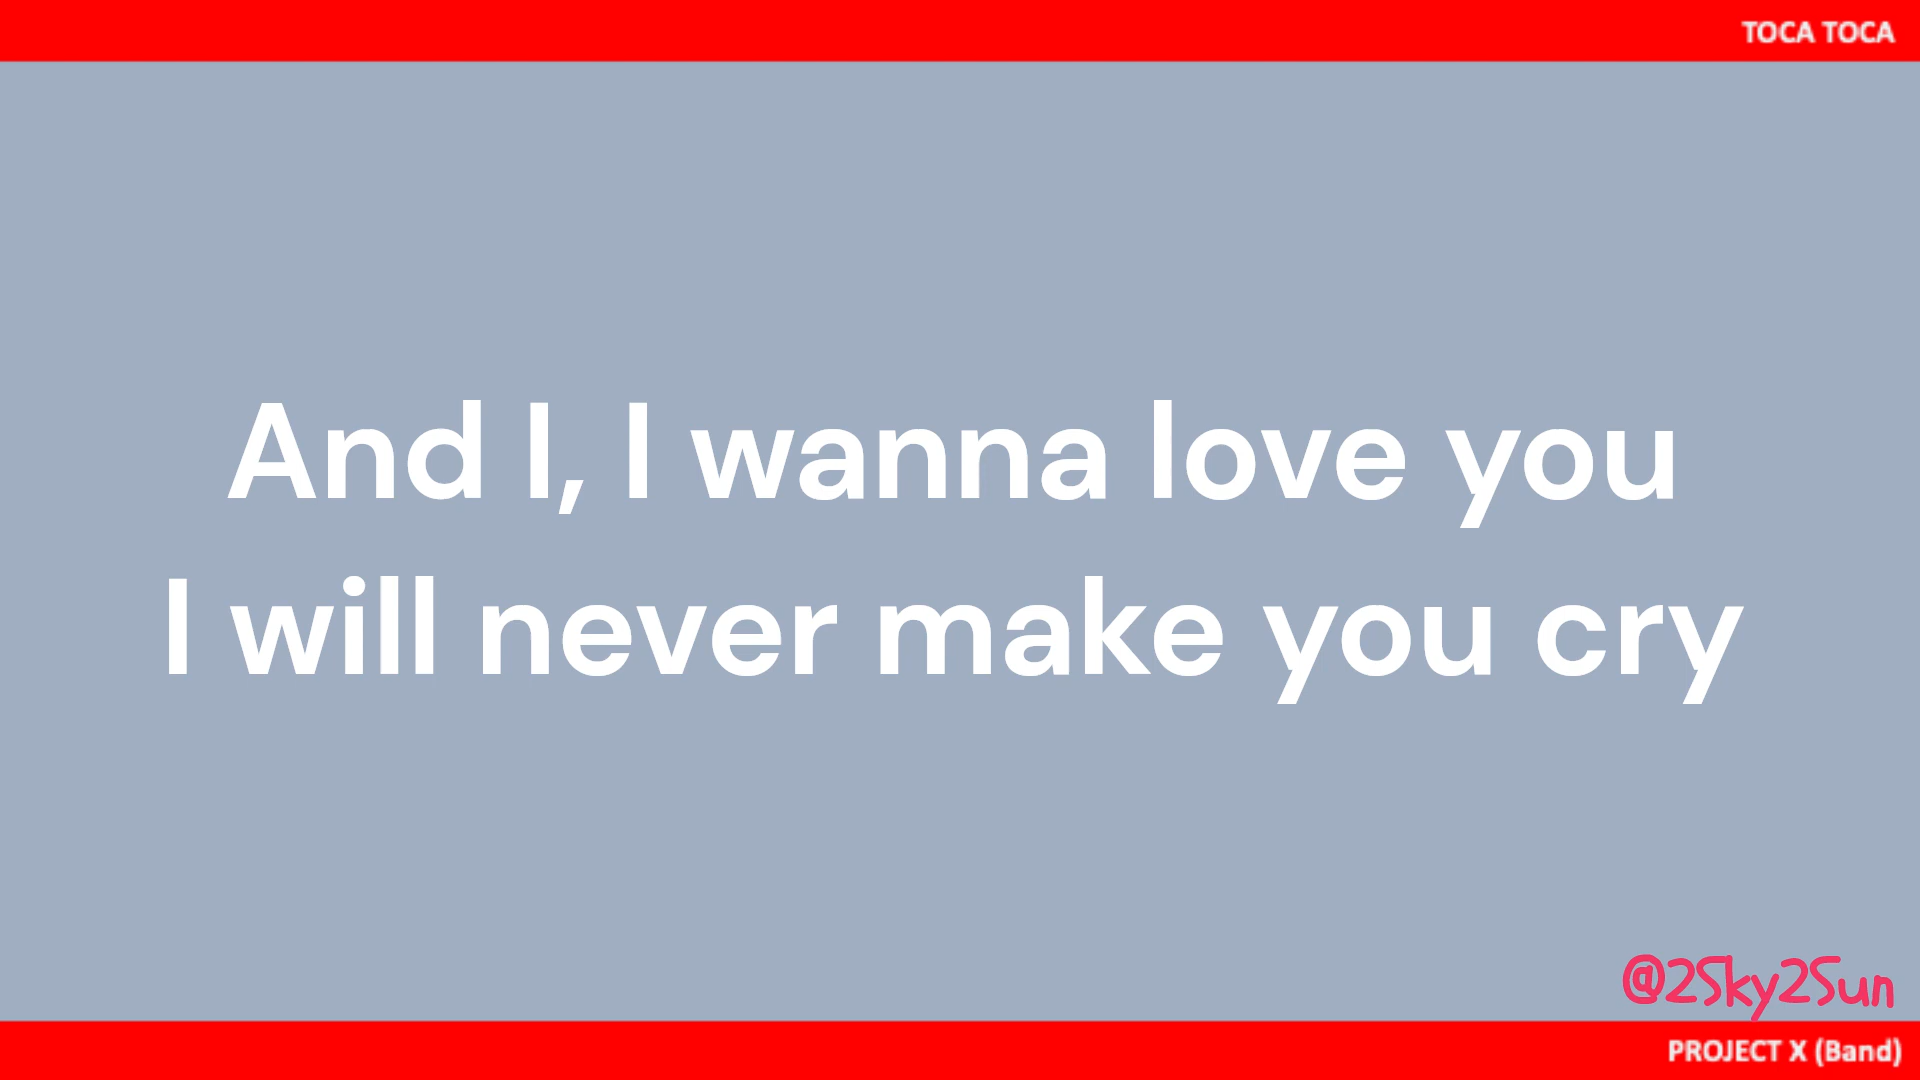 TOCA TOCA
And I, I wanna love you
I will never make you cry
@2Sky2Sun
PROJECT X (Band)